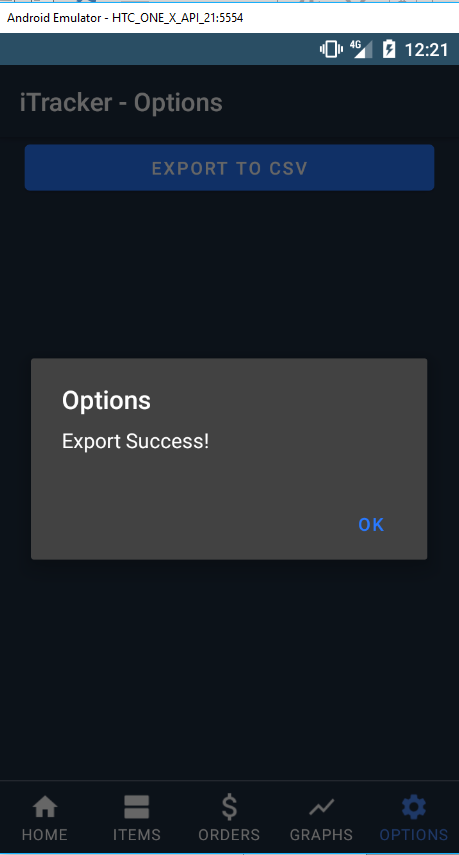 Android Emulator - HTC_ONE_X_API_21:5554
4G 12:21
iTracker - Options
EXPORT TO CSV
Options
Export Success!
OK
HOME ITEMS ORDERS GRAPHS OPTIONS